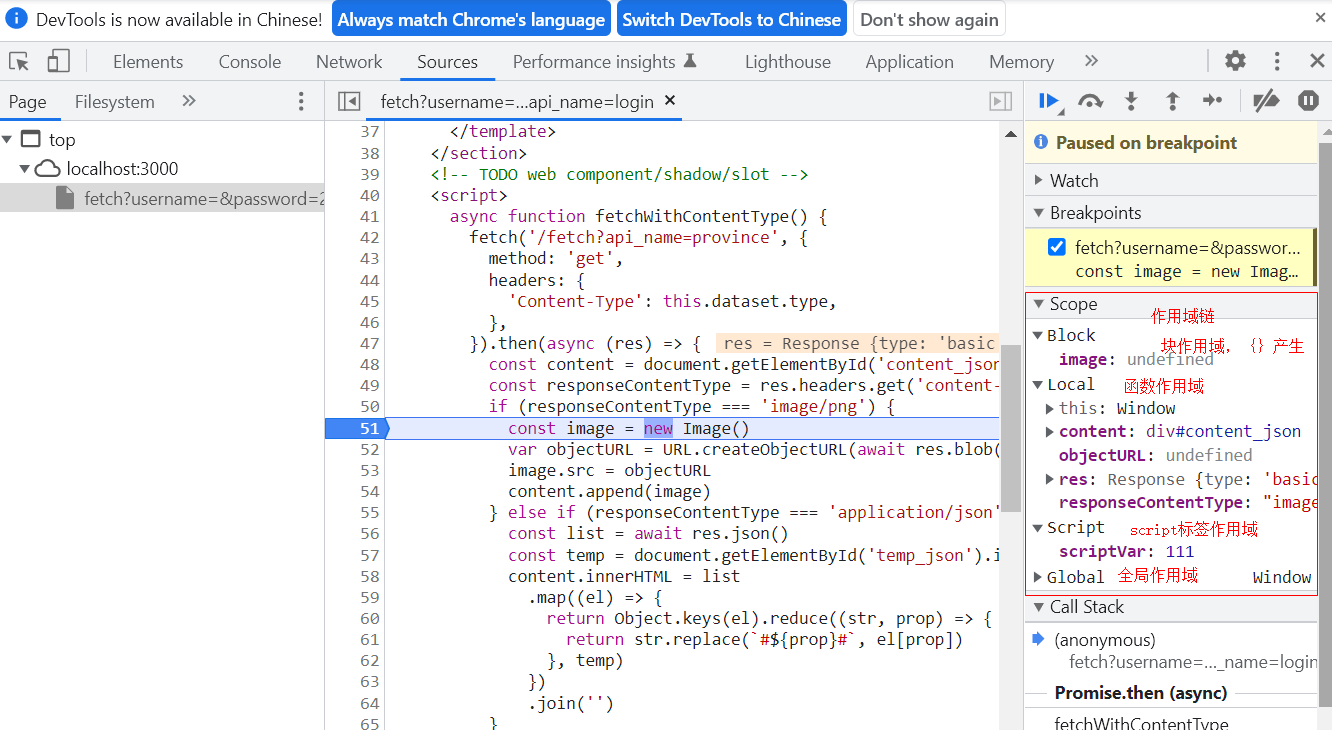 DevTools is now available in Chinese! Always match Chrome's language Switch DevTools to Chinese Don't show again
Elements Console Network Sources Performance insights Lighthouse Application Memory
Page Filesystem
fetch?username=...api_name=login
top
localhost:3000
fetch?username=&password=2
37 </template>
38 </section>
39 <!-- TODO web component/shadow/slot -->
40 <script>
41 async function fetchWithContentType() {
42 fetch('/fetch?api_name=province', {
43 method: 'get',
44 headers: {
45 'Content-Type': this.dataset.type,
46 },
47 }).then(async (res) => { res = Response {type: 'basic
48 const content = document.getElementById('content_json
49 const responseContentType = res.headers.get('content-
50 if (responseContentType === 'image/png') {
51 const image = new Image()
52 var objectURL = URL.createObjectURL(await res.blob(
53 image.src = objectURL
54 content.append(image)
55 } else if (responseContentType === 'application/json'
56 const list = await res.json()
57 const temp = document.getElementById('temp_json').i
58 content.innerHTML = list
59 .map((el) => {
60 return Object.keys(el).reduce((str, prop) => {
61 return str.replace(`#${prop}#`, el[prop])
62 }, temp)
63 })
64 .join('')
65 }
Paused on breakpoint
Watch
Breakpoints
fetch?username=&passwor...
const image = new Imag...
Scope
作用域链
Block
块作用域， {} 产生
image: undefined
Local 函数作用域
this: Window
content: div#content_json
objectURL: undefined
res: Response {type: 'basic
responseContentType: "image
Script script标签作用域
scriptVar: 111
Global 全局作用域 Window
Call Stack
(anonymous)
fetch?username=..._name=login
Promise.then (async)
fetchWithContentType